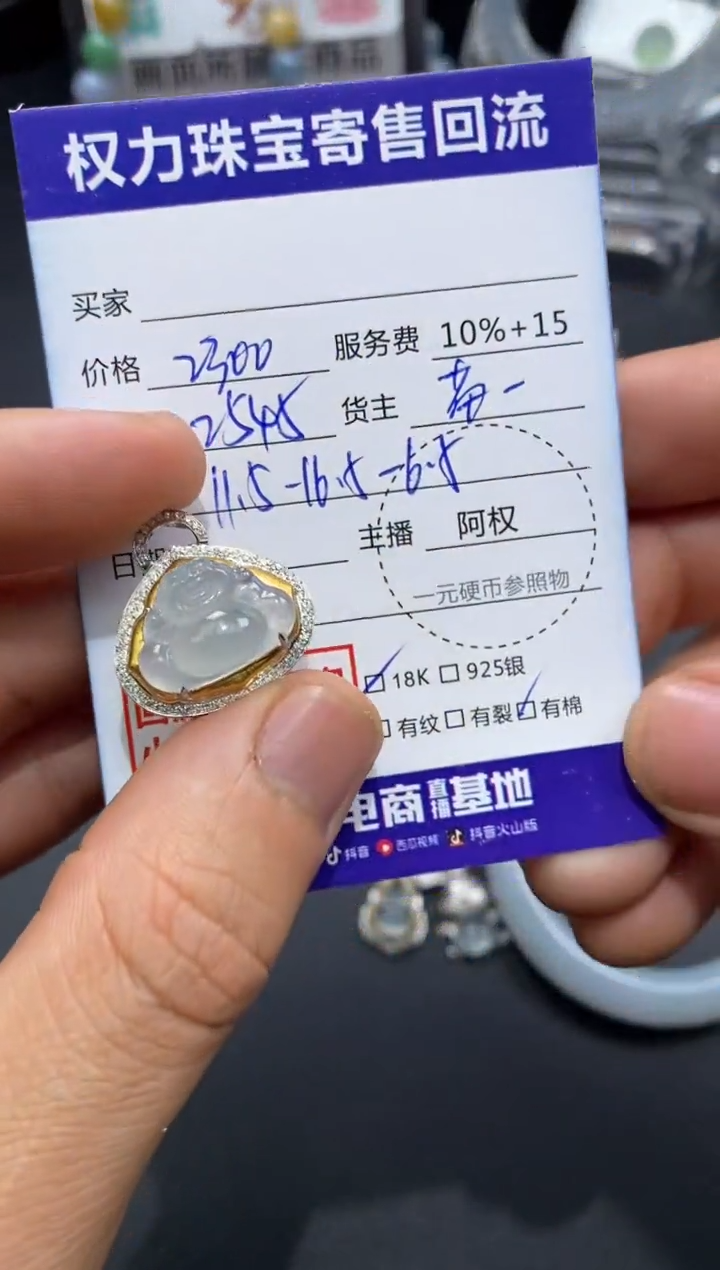 权力珠宝寄售回流
买家
价格 2300 服务费 10%+15
2545 货主
11.5-16.5-6.5
日 主播 阿权
一元硬币参照物
18K 925银
有纹 有裂 有棉
电商直播基地
抖音 西瓜视频 抖音火山版